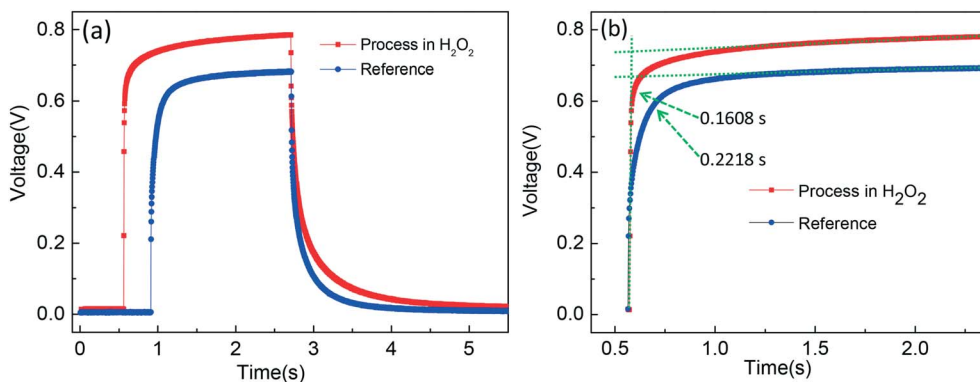 (a)
Process in H₂O₂
Reference
Voltage(V)
0.8
0.6
0.4
0.2
0.0
0 1 2 3 4 5
Time(s)
(b)
0.1608 s
0.2218 s
Process in H₂O₂
Reference
Voltage(V)
0.8
0.6
0.4
0.2
0.0
0.5 1.0 1.5 2.0
Time(s)